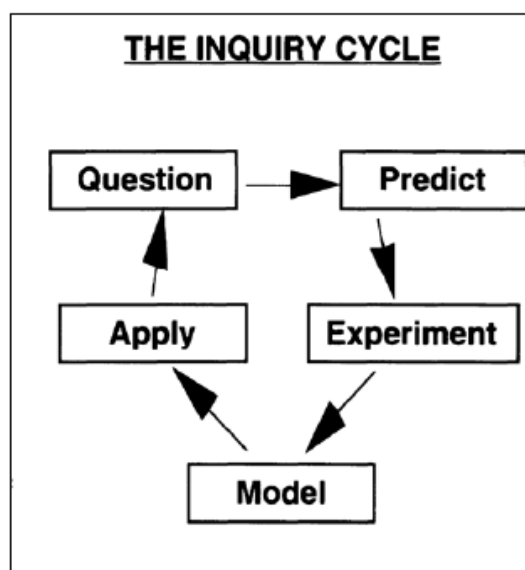 THE INQUIRY CYCLE
Question
Predict
Apply
Experiment
Model